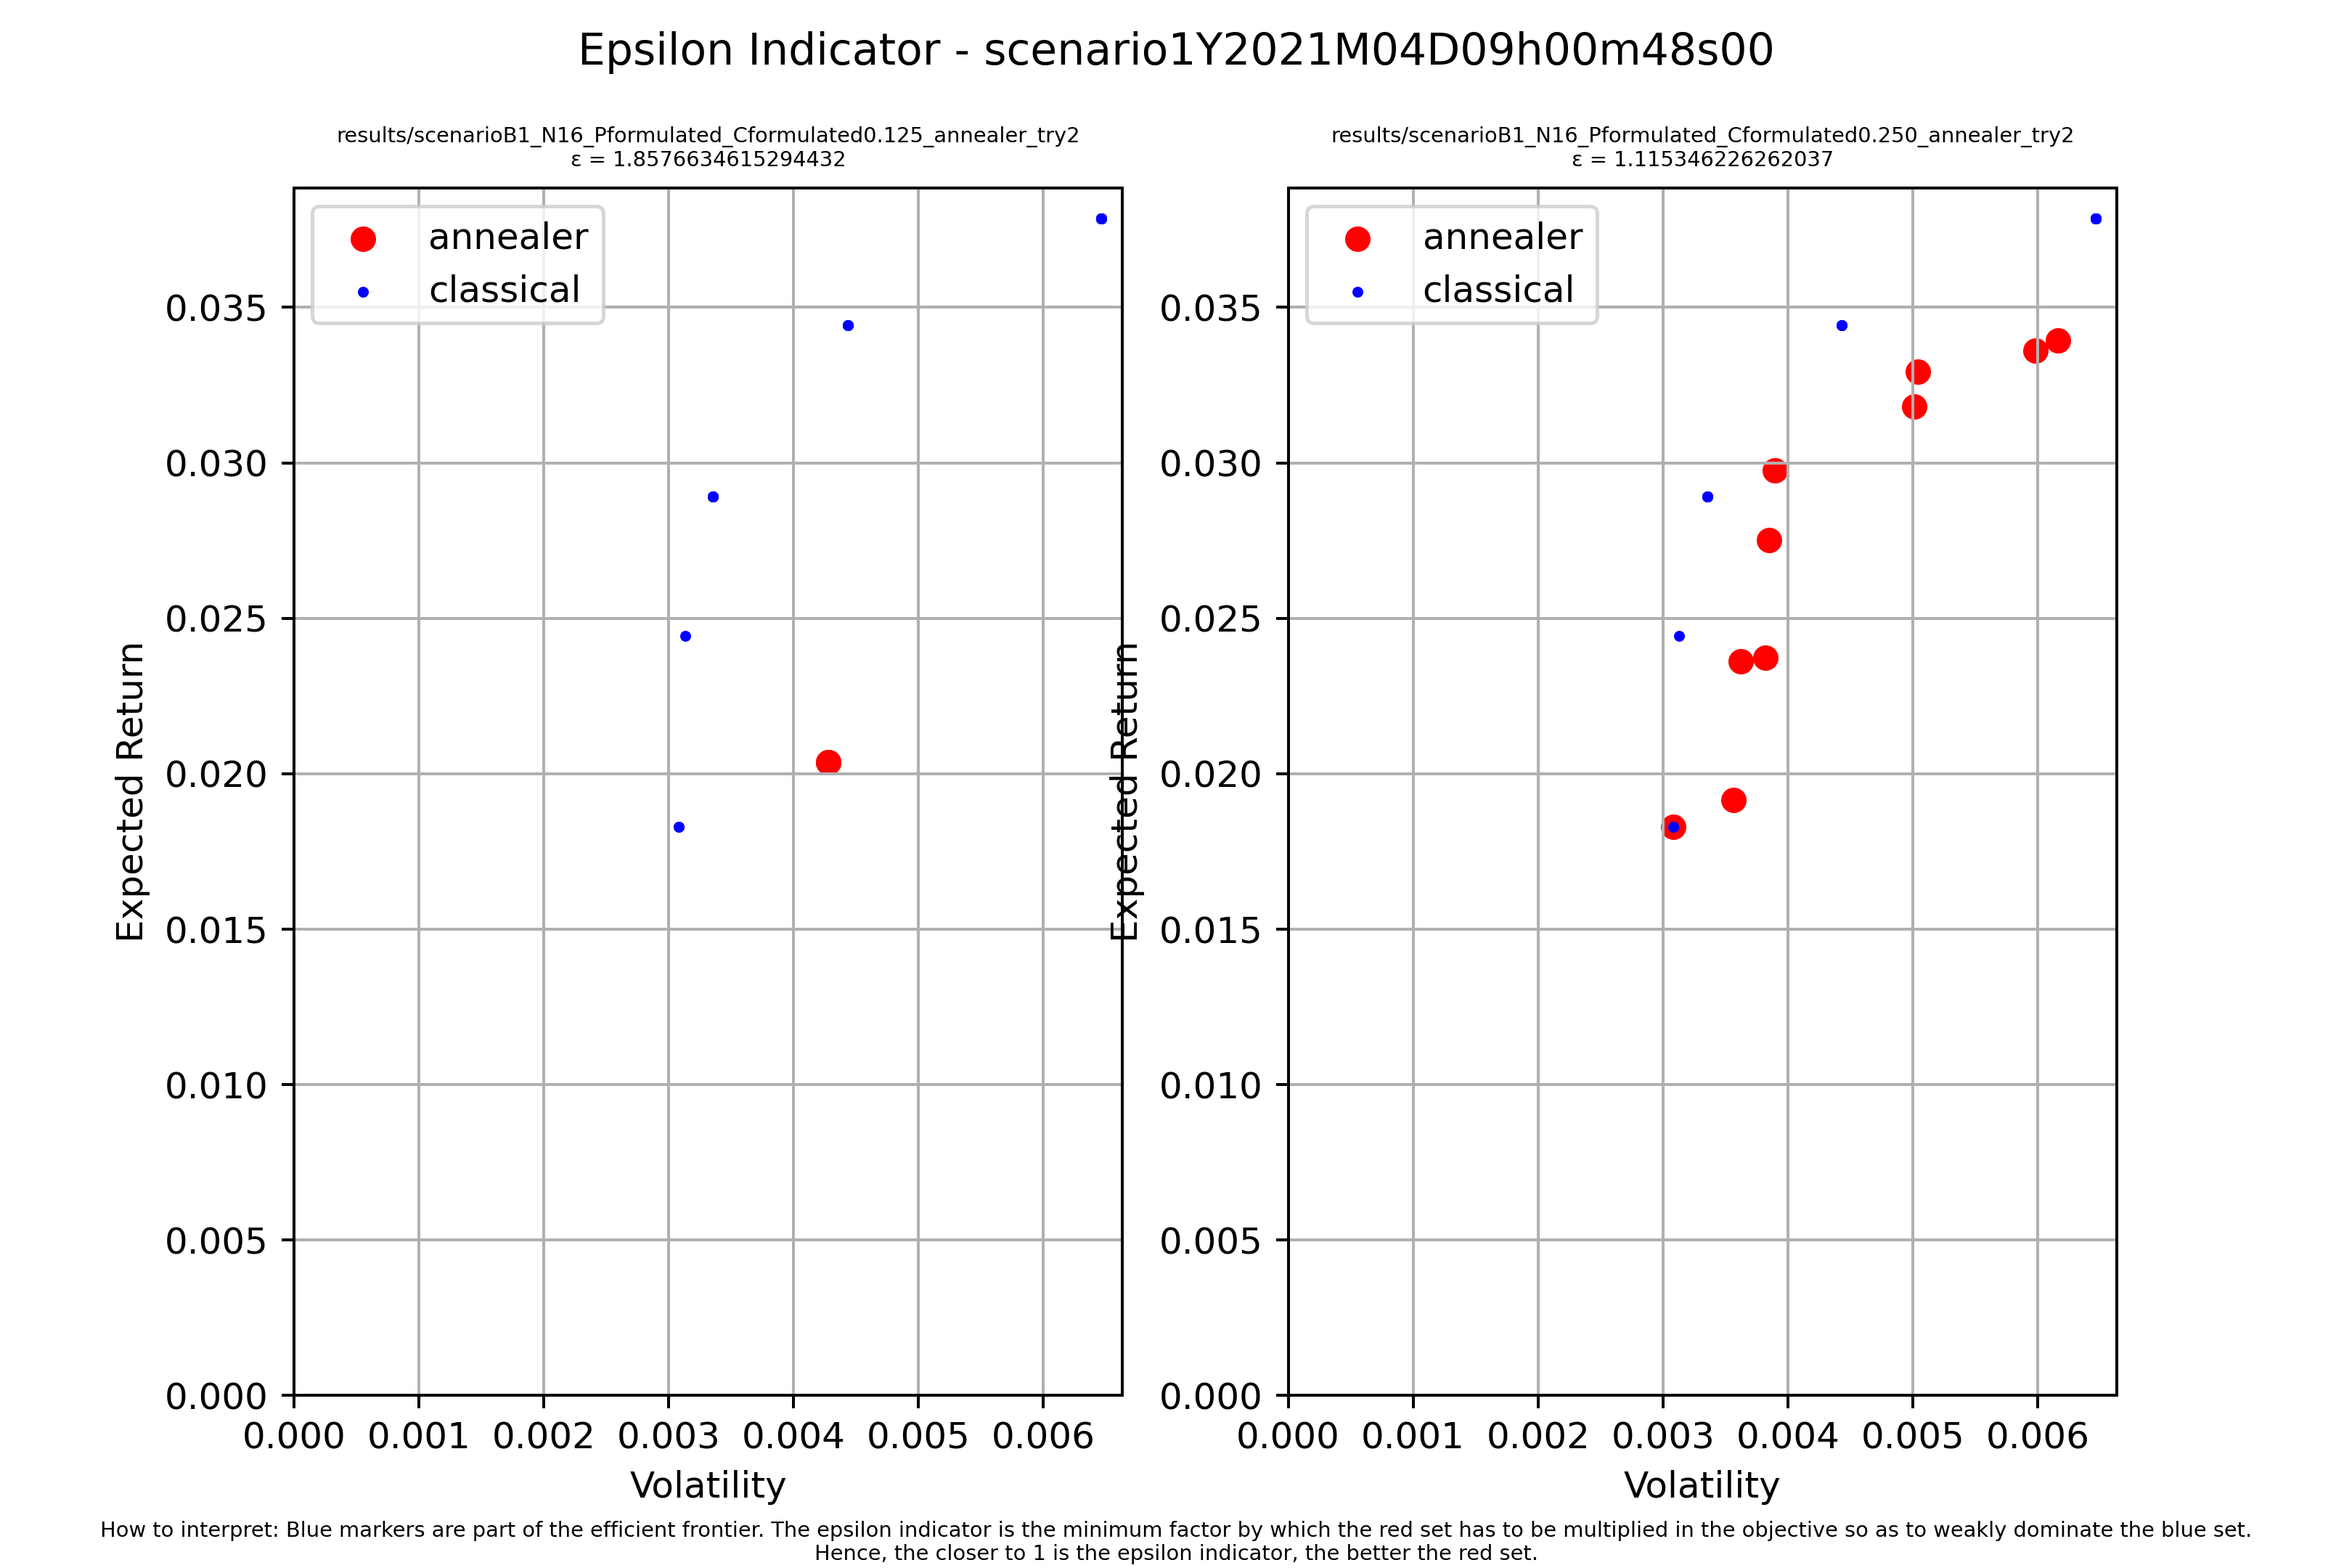 Epsilon Indicator - scenario1Y2021M04D09h00m48s00
results/scenarioB1_N16_Pformulated_Cformulated0.125_annealer_try2
ε = 1.8576634615294432
annealer
classical
0.035
0.030
0.025
0.020
0.015
0.010
0.005
0.000
Expected Return
0.000 0.001 0.002 0.003 0.004 0.005 0.006
Volatility
results/scenarioB1_N16_Pformulated_Cformulated0.250_annealer_try2
ε = 1.115346226262037
annealer
classical
0.035
0.030
0.025
0.020
0.015
0.010
0.005
0.000
Expected Return
0.000 0.001 0.002 0.003 0.004 0.005 0.006
Volatility
How to interpret: Blue markers are part of the efficient frontier. The epsilon indicator is the minimum factor by which the red set has to be multiplied in the objective so as to weakly dominate the blue set.
Hence, the closer to 1 is the epsilon indicator, the better the red set.